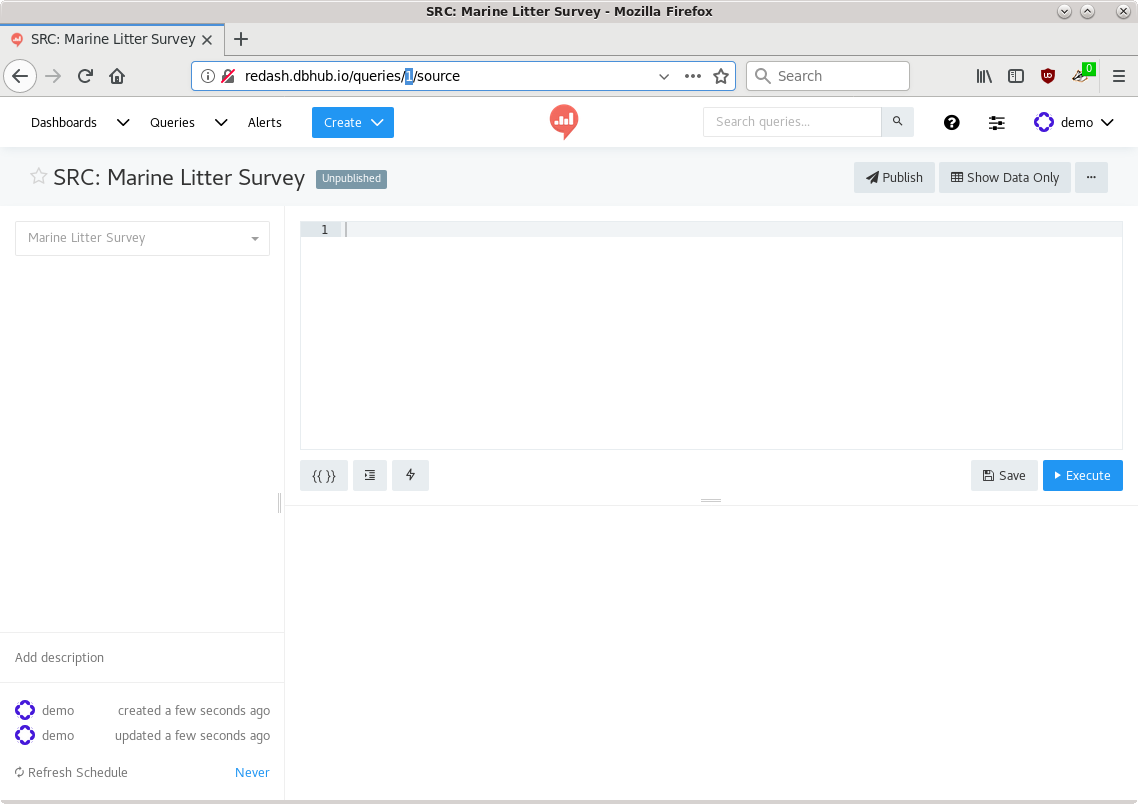 SRC: Marine Litter Survey - Mozilla Firefox
SRC: Marine Litter Survey
redash.dbhub.io/queries/1/source
Search
0
Dashboards Queries Alerts Create Search queries... demo
SRC: Marine Litter Survey Unpublished Publish Show Data Only
Marine Litter Survey
1
{{ }} Save Execute
Add description
demo created a few seconds ago
demo updated a few seconds ago
Refresh Schedule Never